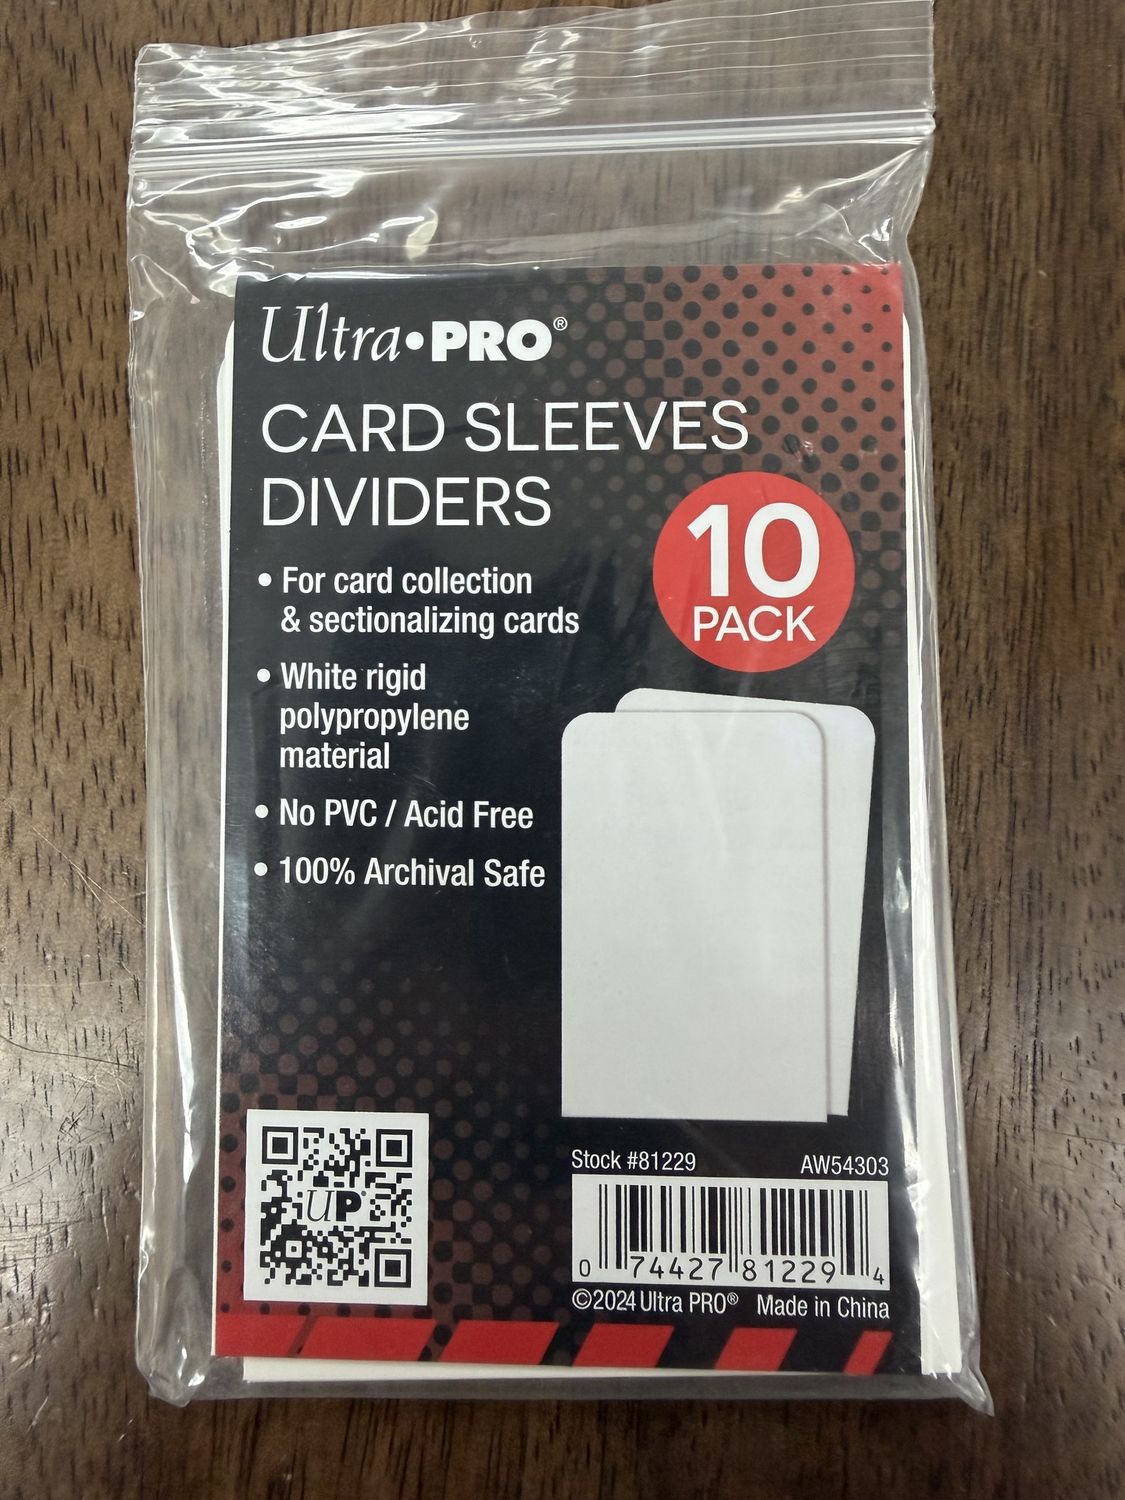 Ultra•PRO®
CARD SLEEVES
DIVIDERS
10
PACK
• For card collection
& sectionalizing cards
• White rigid
polypropylene
material
• No PVC / Acid Free
• 100% Archival Safe
UP
Stock #81229 AW54303
0 74427 81229 4
©2024 Ultra PRO® Made in China